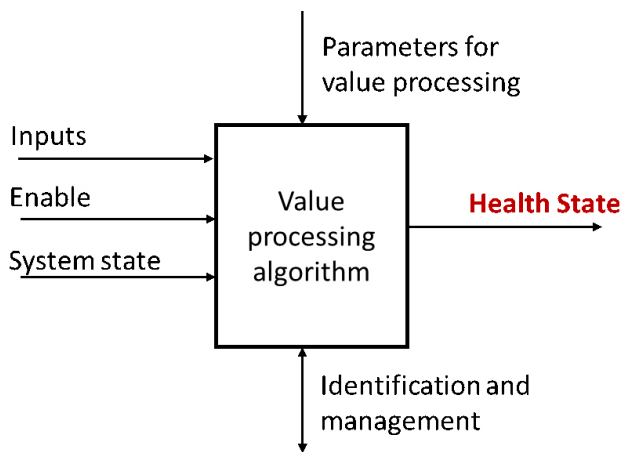 Parameters for
value processing
Inputs
Enable
System state
Value
processing
algorithm
Health State
Identification and
management